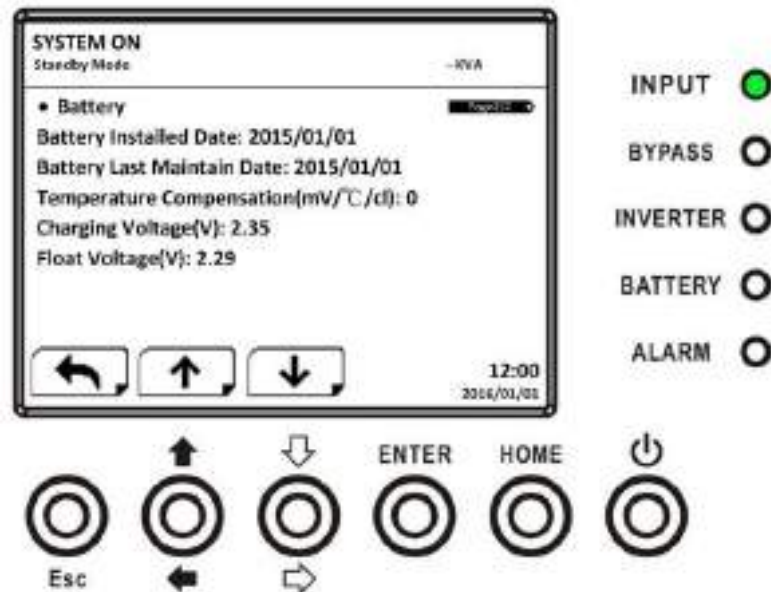 SYSTEM ON
Standby Mode
--KVA
• Battery
Battery Installed Date: 2015/01/01
Battery Last Maintain Date: 2015/01/01
Temperature Compensation(mV/℃/cl): 0
Charging Voltage(V): 2.35
Float Voltage(V): 2.29
12:00
2016/01/01
INPUT
BYPASS
INVERTER
BATTERY
ALARM
ENTER
HOME
Esc